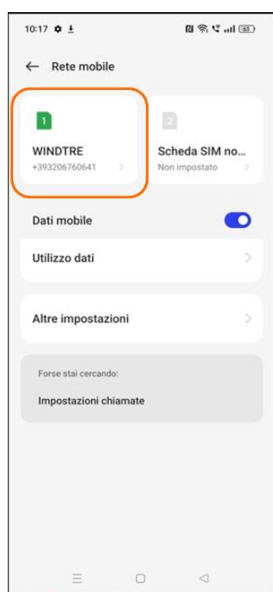 10:17
← Rete mobile
1
2
WINDTRE
+393206760641
Scheda SIM no...
Non impostato
Dati mobile
Utilizzo dati
Altre impostazioni
Forse stai cercando:
Impostazioni chiamate